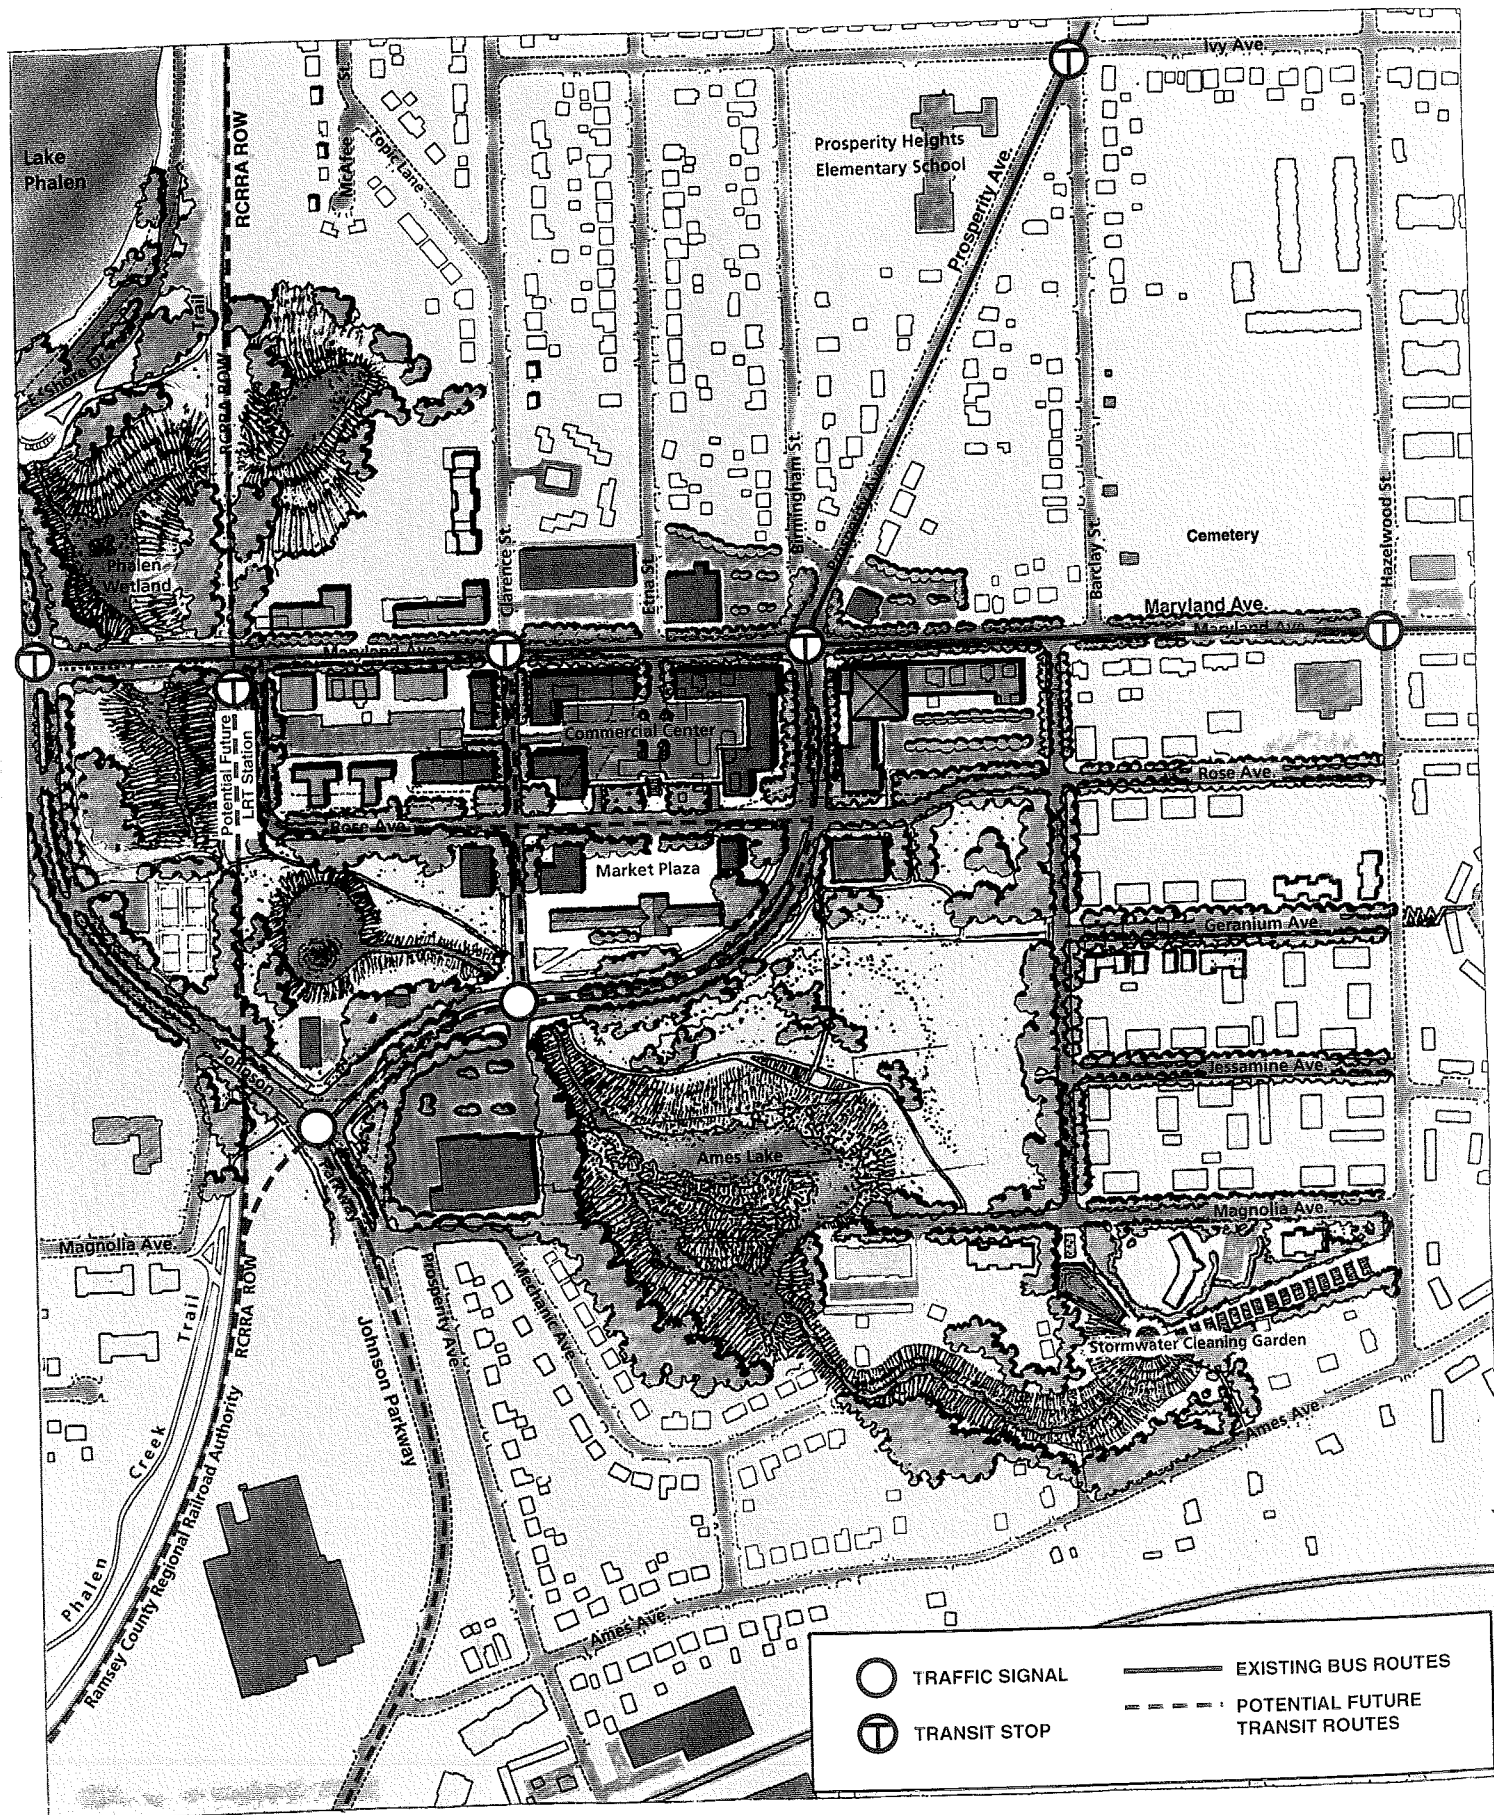 Ivy Ave.
Lake
Phalen
RCRRA ROW
McAfee St.
Topic Lane
Prosperity Heights
Elementary School
Prosperity Ave.
Trail
E. Shore Dr.
RCRRA ROW
Phalen
Wetland
Clarence St.
Etna St.
Birmingham St.
Barclay St.
Cemetery
Hazelwood St.
Maryland Ave.
Maryland Ave.
Maryland Ave.
T
T
T
T
T
T
Potential Future
LRT Station
Commercial Center
Rose Ave.
Rose Ave.
Market Plaza
Geranium Ave.
Johnson
Parkway
Jessamine Ave.
Ames Lake
Magnolia Ave.
Magnolia Ave.
RCRRA ROW
Prosperity Ave.
Mechanic Ave.
Johnson Parkway
Stormwater Cleaning Garden
Ames Ave.
Phalen Creek Trail
Ramsey County Regional Railroad Authority
Ames Ave.
TRAFFIC SIGNAL
T TRANSIT STOP
EXISTING BUS ROUTES
POTENTIAL FUTURE
TRANSIT ROUTES